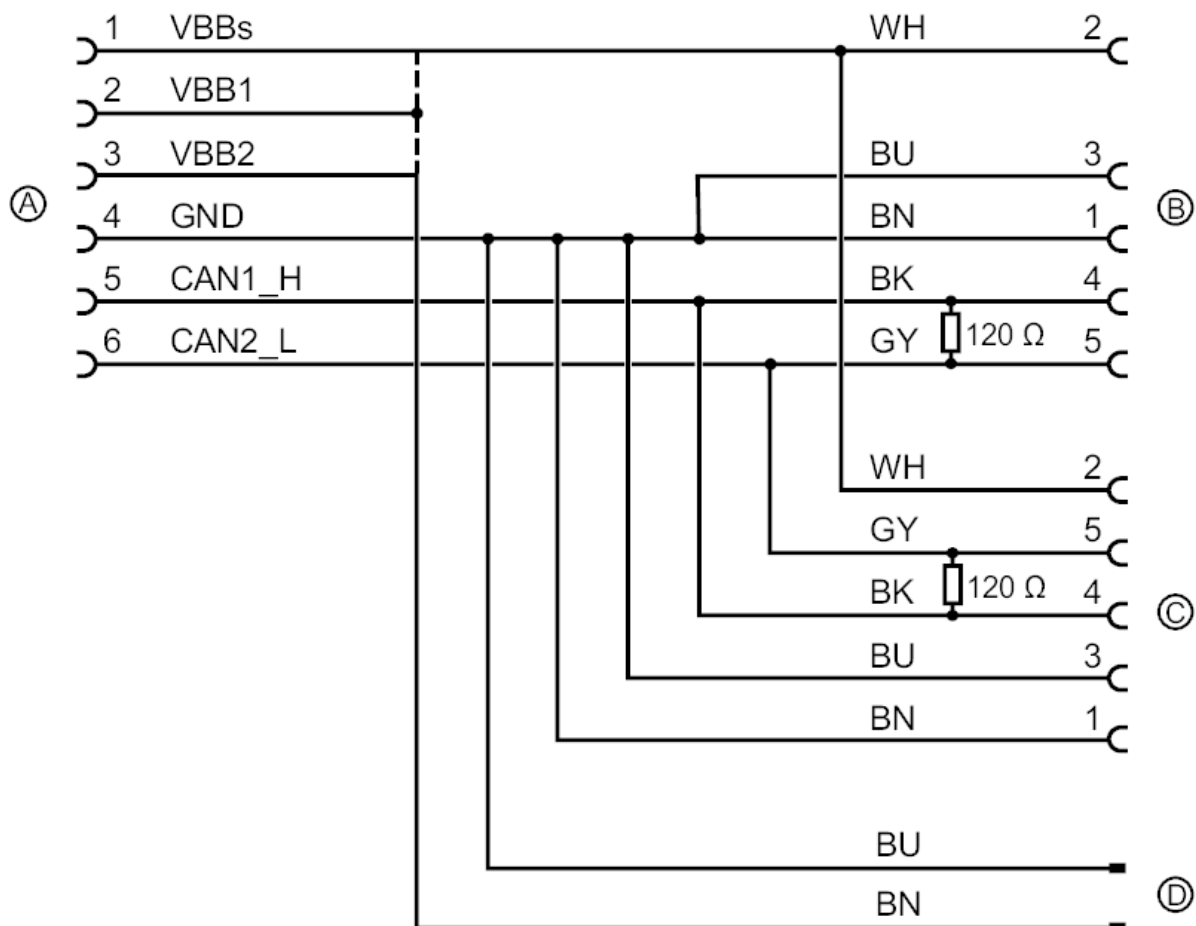 1 VBBs WH 2
2 VBB1
3 VBB2 BU 3
A B
4 GND BN 1
5 CAN1_H BK 4
120 Ω
6 CAN2_L GY 5
WH 2
GY 5
120 Ω
BK 4
C
BU 3
BN 1
BU
D
BN